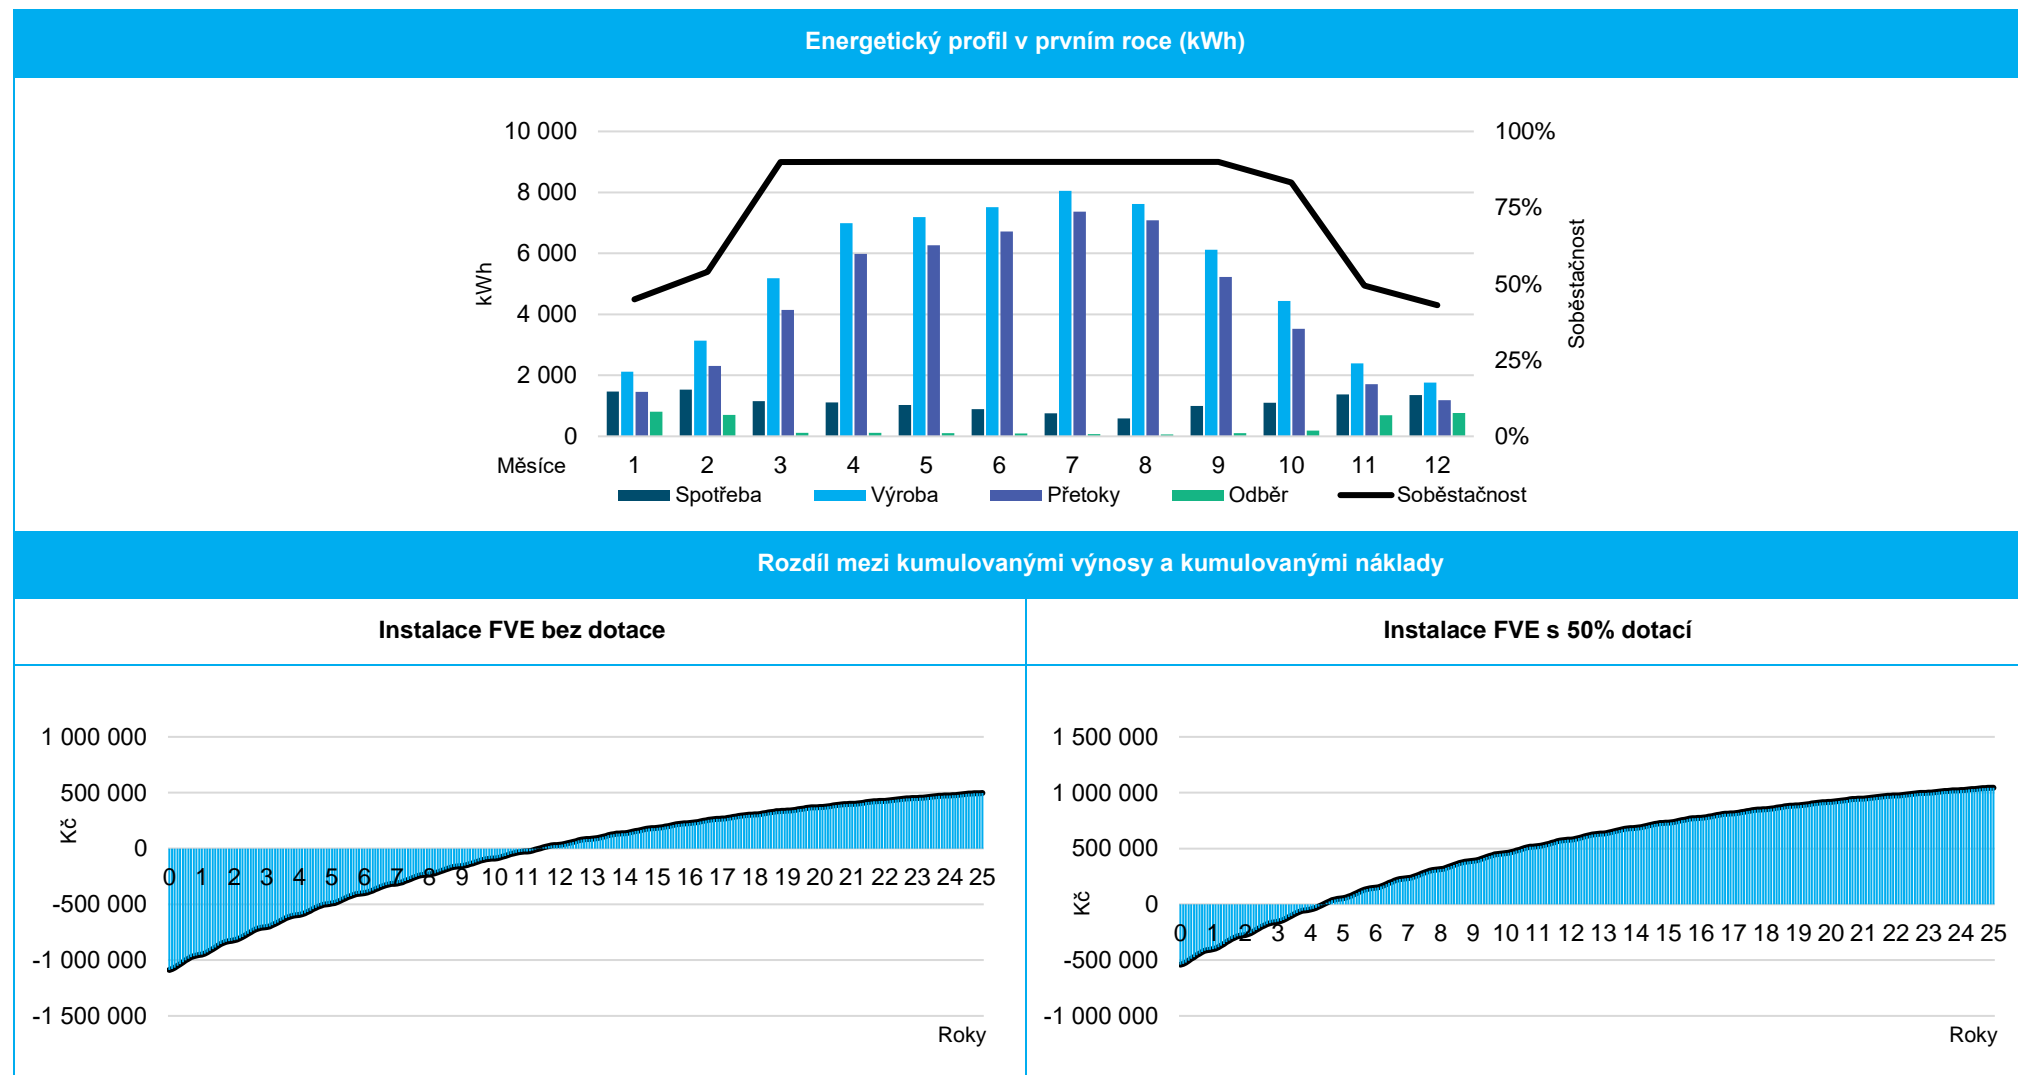 Energetický profil v prvním roce (kWh)
10 000
8 000
6 000
4 000
2 000
0
kWh
100%
75%
50%
25%
0%
Soběstačnost
Měsíce 1 2 3 4 5 6 7 8 9 10 11 12
Spotřeba Výroba Přetoky Odběr Soběstačnost
Rozdíl mezi kumulovanými výnosy a kumulovanými náklady
Instalace FVE bez dotace
1 000 000
500 000
0
-500 000
-1 000 000
-1 500 000
Kč
0 1 2 3 4 5 6 7 8 9 10 11 12 13 14 15 16 17 18 19 20 21 22 23 24 25
Roky
Instalace FVE s 50% dotací
1 500 000
1 000 000
500 000
0
-500 000
-1 000 000
Kč
0 1 2 3 4 5 6 7 8 9 10 11 12 13 14 15 16 17 18 19 20 21 22 23 24 25
Roky